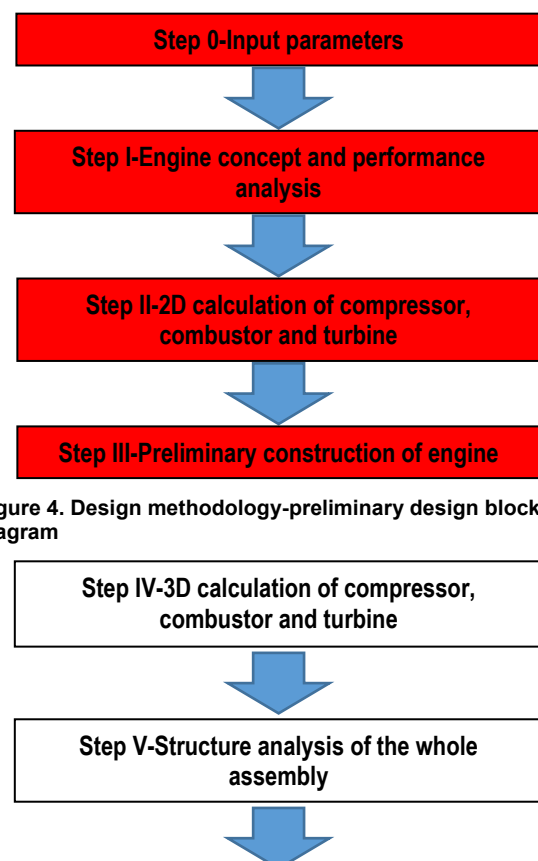 Step 0-Input parameters
Step I-Engine concept and performance
analysis
Step II-2D calculation of compressor,
combustor and turbine
Step III-Preliminary construction of engine
gure 4. Design methodology-preliminary design block
agram
Step IV-3D calculation of compressor,
combustor and turbine
Step V-Structure analysis of the whole
assembly